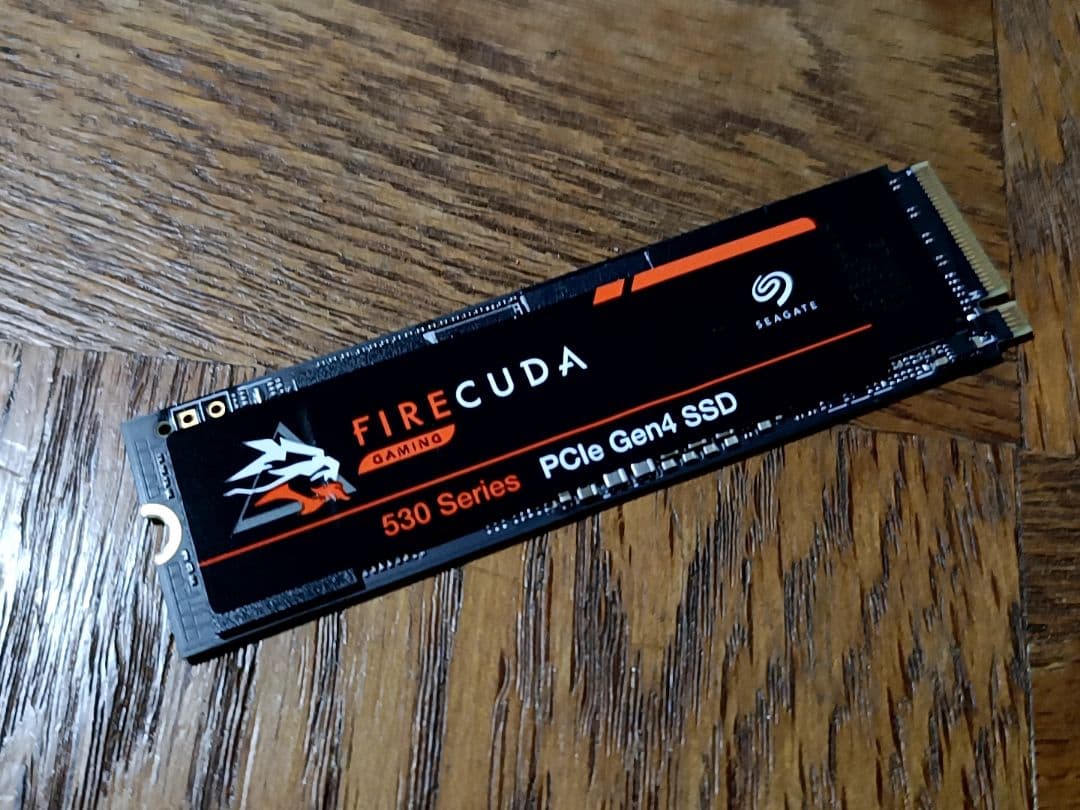 FIRECUDA
GAMING
530 Series PCIe Gen4 SSD
SEAGATE